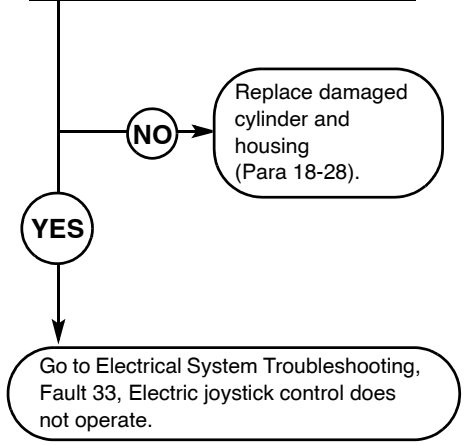 Replace damaged
cylinder and
housing
(Para 18-28).
NO
YES
Go to Electrical System Troubleshooting,
Fault 33, Electric joystick control does
not operate.